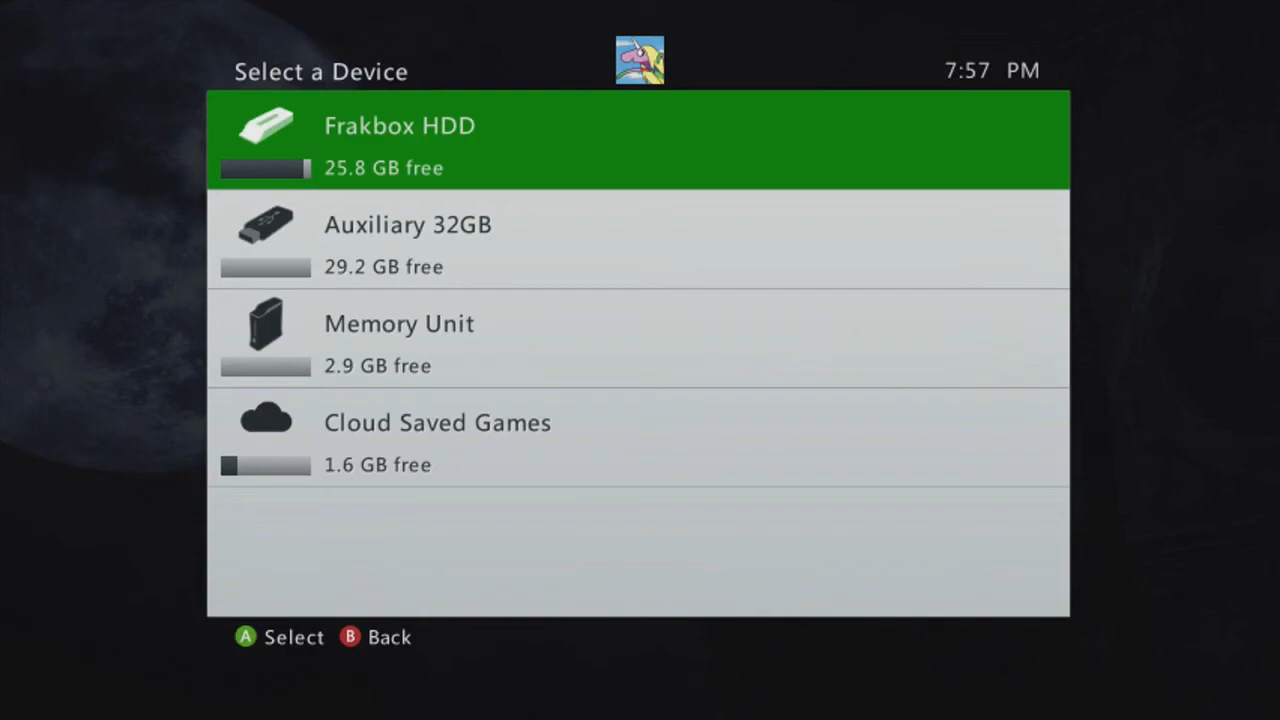 Select a Device
7:57 PM
Frakbox HDD
25.8 GB free
Auxiliary 32GB
29.2 GB free
Memory Unit
2.9 GB free
Cloud Saved Games
1.6 GB free
A Select B Back